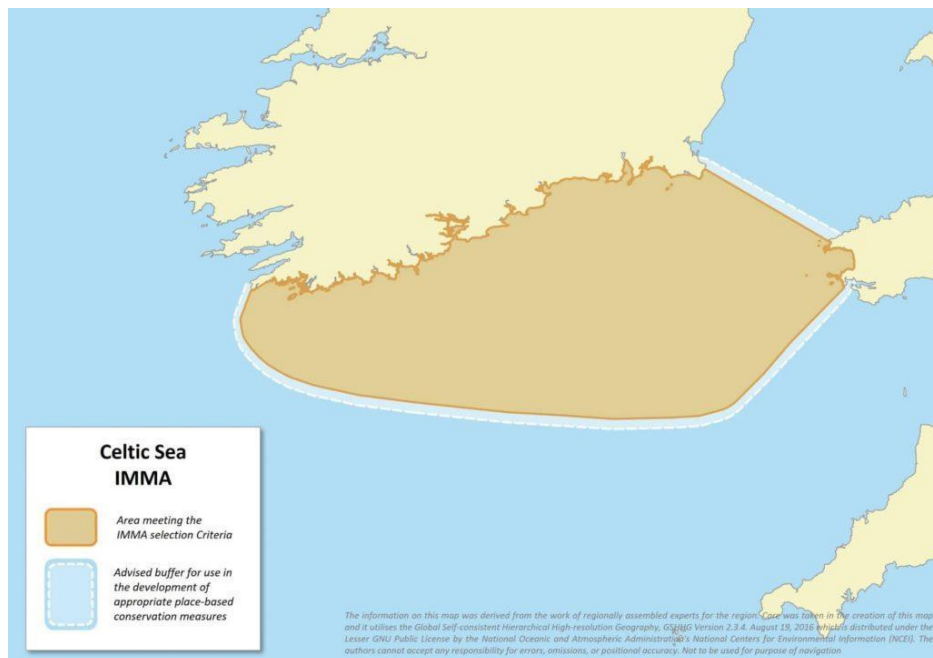 Celtic Sea
IMMA
Area meeting the
IMMA selection Criteria
Advised buffer for use in
the development of
appropriate place-based
conservation measures
The information on this map was derived from the work of regionally assembled experts for the region. Care was taken in the creation of this map
and it utilises the Global Self-consistent Hierarchical High-resolution Geography, GSHHG Version 2.3.4. August 19, 2016 which is distributed under the
Lesser GNU Public License by the National Oceanic and Atmospheric Administration's National Centers for Environmental Information (NCEI). The
authors cannot accept any responsibility for errors, omissions, or positional accuracy. Not to be used for purpose of navigation